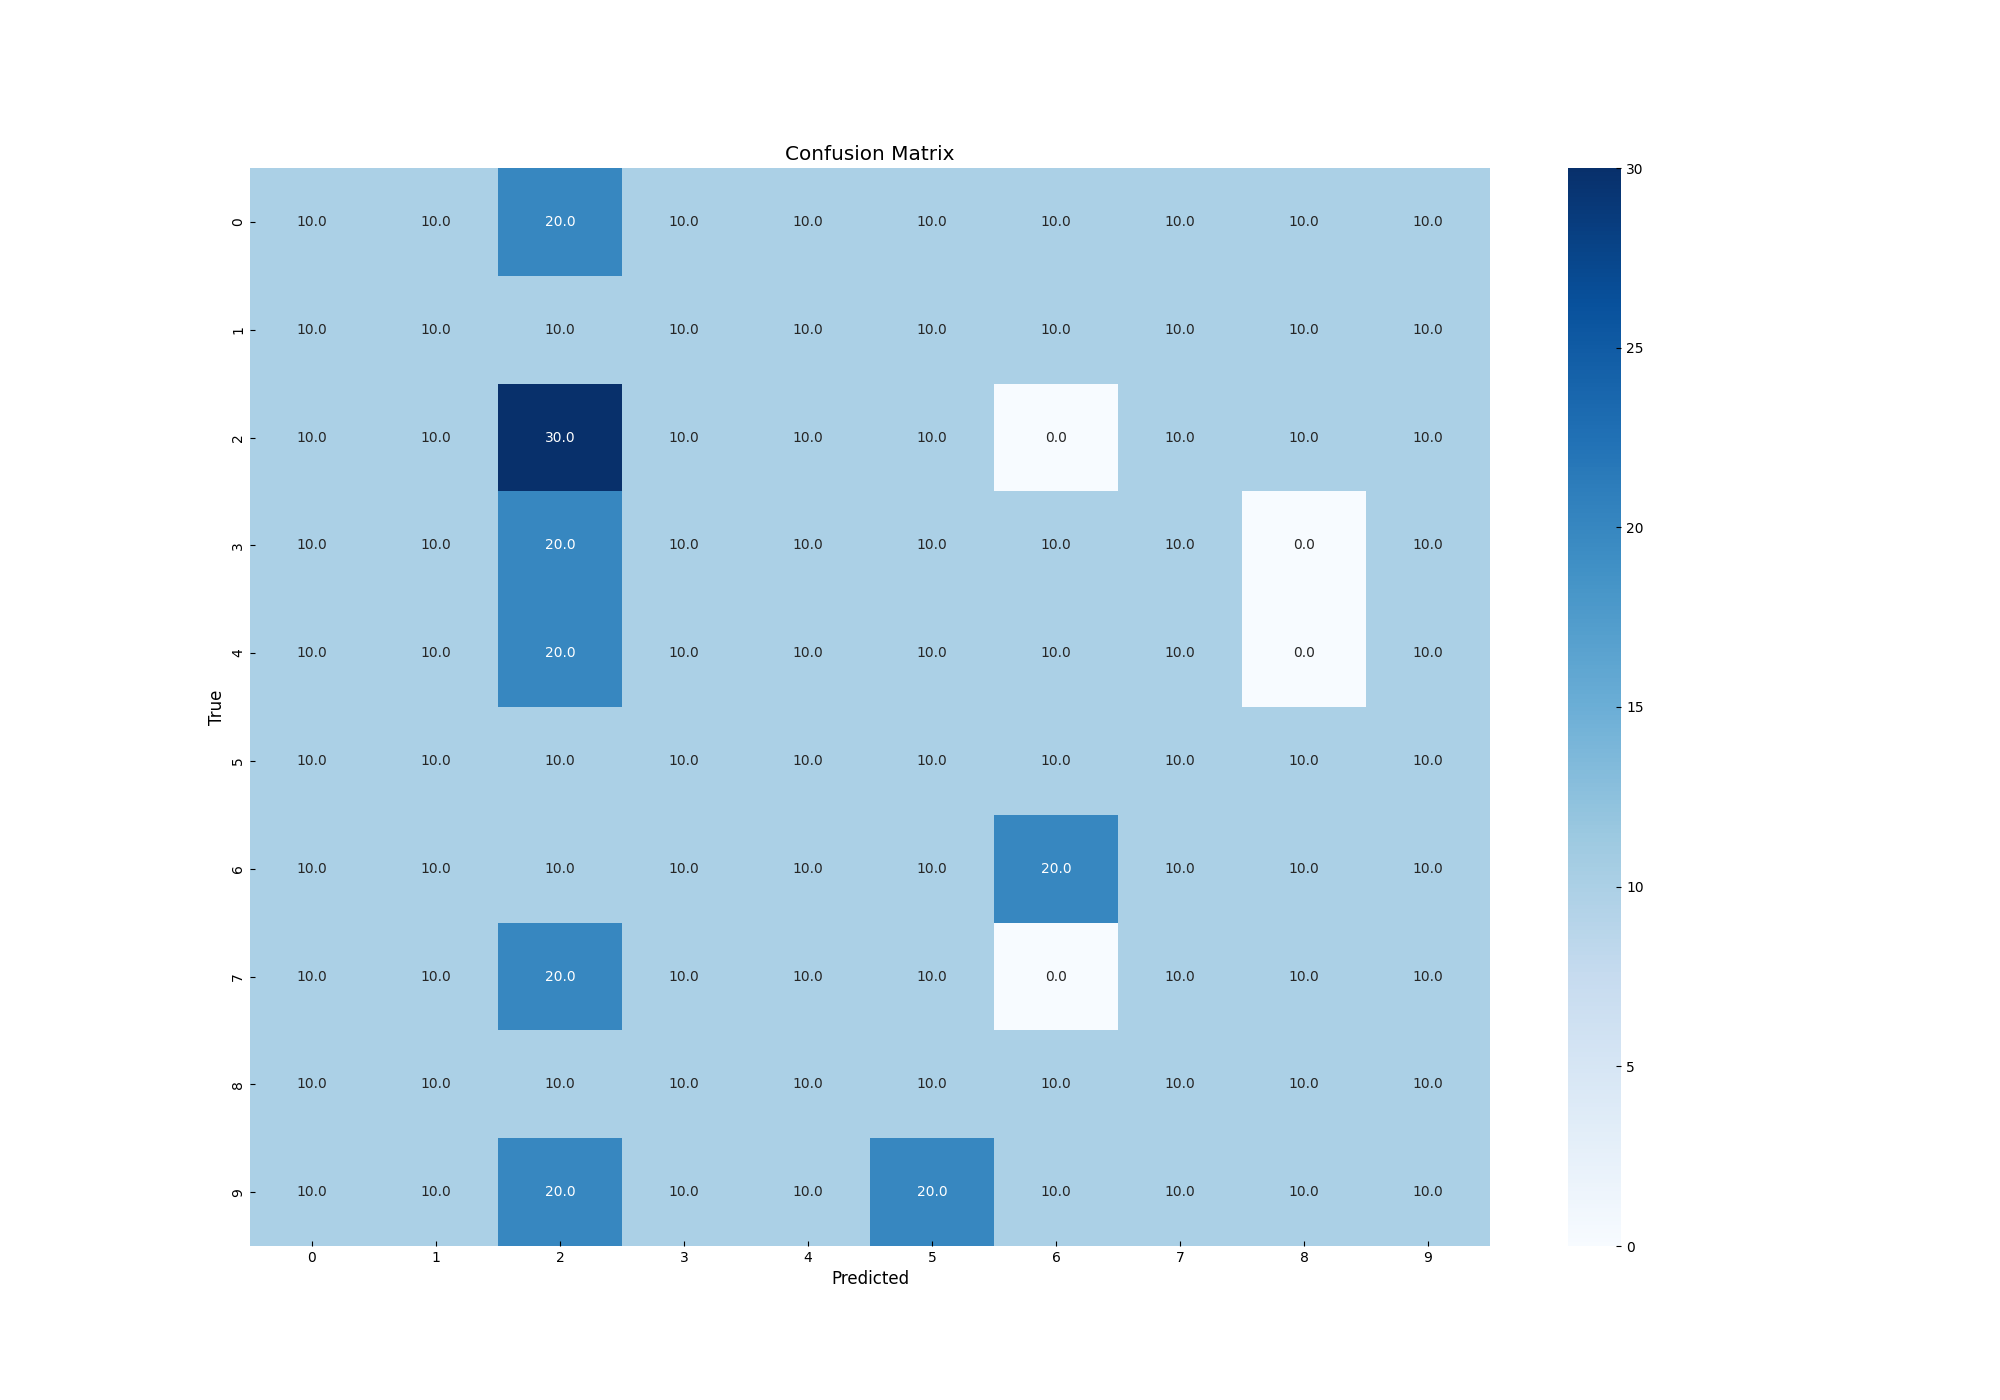 Confusion Matrix
True
0 10.0 10.0 20.0 10.0 10.0 10.0 10.0 10.0 10.0 10.0
1 10.0 10.0 10.0 10.0 10.0 10.0 10.0 10.0 10.0 10.0
2 10.0 10.0 30.0 10.0 10.0 10.0 0.0 10.0 10.0 10.0
3 10.0 10.0 20.0 10.0 10.0 10.0 10.0 10.0 0.0 10.0
4 10.0 10.0 20.0 10.0 10.0 10.0 10.0 10.0 0.0 10.0
5 10.0 10.0 10.0 10.0 10.0 10.0 10.0 10.0 10.0 10.0
6 10.0 10.0 10.0 10.0 10.0 10.0 20.0 10.0 10.0 10.0
7 10.0 10.0 20.0 10.0 10.0 10.0 0.0 10.0 10.0 10.0
8 10.0 10.0 10.0 10.0 10.0 10.0 10.0 10.0 10.0 10.0
9 10.0 10.0 20.0 10.0 10.0 20.0 10.0 10.0 10.0 10.0
0 1 2 3 4 5 6 7 8 9
Predicted
30
25
20
15
10
5
0